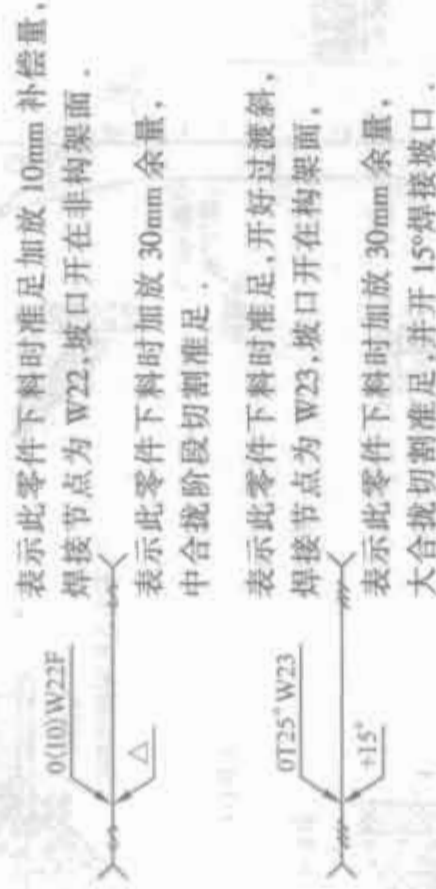 0(10)W22F
表示此零件下料时准足加放 10mm 补偿量,
焊接节点为 W22,坡口开在非构架面.
△
表示此零件下料时加放 30mm 余量,
中合拢阶段切割准足.
0T25°W23
表示此零件下料时准足,开好过渡斜,
焊接节点为 W23,坡口开在构架面,
+15°
表示此零件下料时加放 30mm 余量,
大合拢切割准足,并开 15°焊接坡口